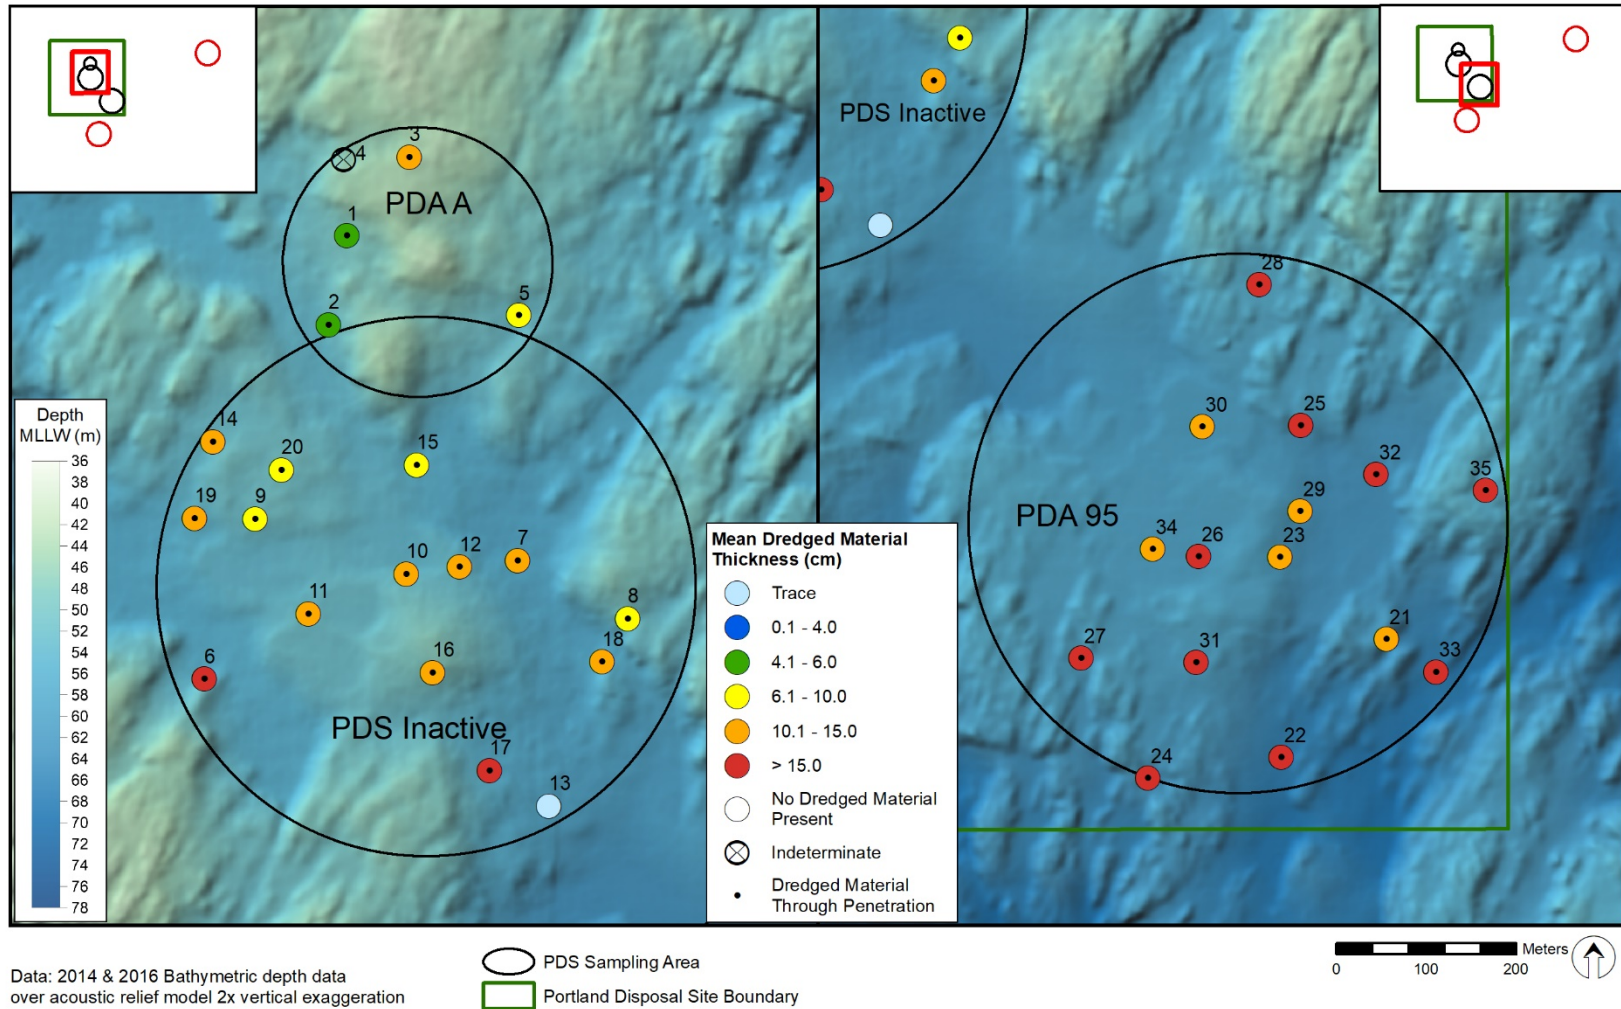 3
4
PDA A
1
2
5
14
20
15
19
9
10
12
7
11
8
18
6
16
PDS Inactive
17
13
Depth
MLLW (m)
36
38
40
42
44
46
48
50
52
54
56
58
60
62
64
66
68
70
72
74
76
78
PDS Inactive
28
30
25
32
35
29
PDA 95
34
26
23
21
27
31
33
22
24
Mean Dredged Material
Thickness (cm)
Trace
0.1 - 4.0
4.1 - 6.0
6.1 - 10.0
10.1 - 15.0
> 15.0
No Dredged Material
Present
Indeterminate
Dredged Material
Through Penetration
Data: 2014 & 2016 Bathymetric depth data
over acoustic relief model 2x vertical exaggeration
PDS Sampling Area
Portland Disposal Site Boundary
Meters
0 100 200